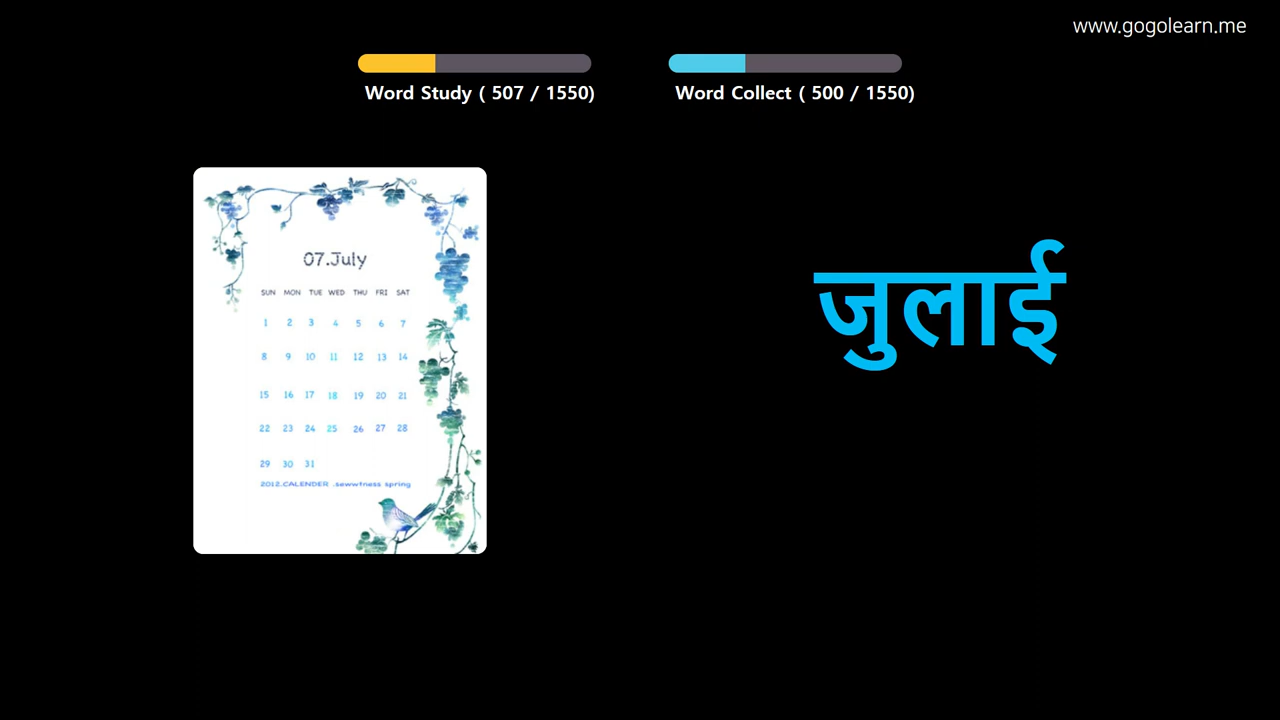 www.gogolearn.me
Word Study ( 507 / 1550)
Word Collect ( 500 / 1550)
07.July
SUN MON TUE WED THU FRI SAT
1 2 3 4 5 6 7
8 9 10 11 12 13 14
15 16 17 18 19 20 21
22 23 24 25 26 27 28
29 30 31
2012.CALENDER .sewwtness spring
जुलाई